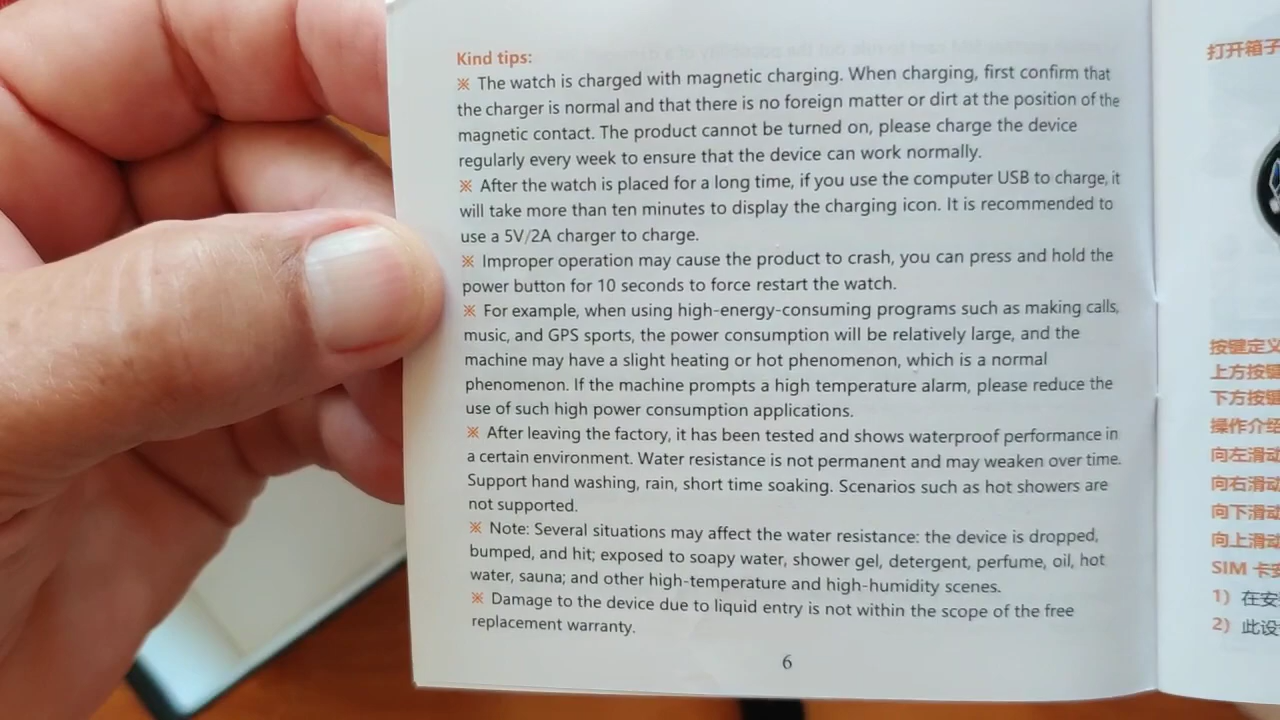 Kind tips:
※ The watch is charged with magnetic charging. When charging, first confirm that
the charger is normal and that there is no foreign matter or dirt at the position of the
magnetic contact. The product cannot be turned on, please charge the device
regularly every week to ensure that the device can work normally.
※ After the watch is placed for a long time, if you use the computer USB to charge, it
will take more than ten minutes to display the charging icon. It is recommended to
use a 5V/2A charger to charge.
※ Improper operation may cause the product to crash, you can press and hold the
power button for 10 seconds to force restart the watch.
※ For example, when using high-energy-consuming programs such as making calls,
music, and GPS sports, the power consumption will be relatively large, and the
machine may have a slight heating or hot phenomenon, which is a normal
phenomenon. If the machine prompts a high temperature alarm, please reduce the
use of such high power consumption applications.
※ After leaving the factory, it has been tested and shows waterproof performance in
a certain environment. Water resistance is not permanent and may weaken over time.
Support hand washing, rain, short time soaking. Scenarios such as hot showers are
not supported.
※ Note: Several situations may affect the water resistance: the device is dropped,
bumped, and hit; exposed to soapy water, shower gel, detergent, perfume, oil, hot
water, sauna; and other high-temperature and high-humidity scenes.
※ Damage to the device due to liquid entry is not within the scope of the free
replacement warranty.
6
打开箱子
按键定义
上方按键
下方按键
操作介绍
向左滑动
向右滑动
向下滑动
向上滑动
SIM 卡安
1) 在安
2) 此设